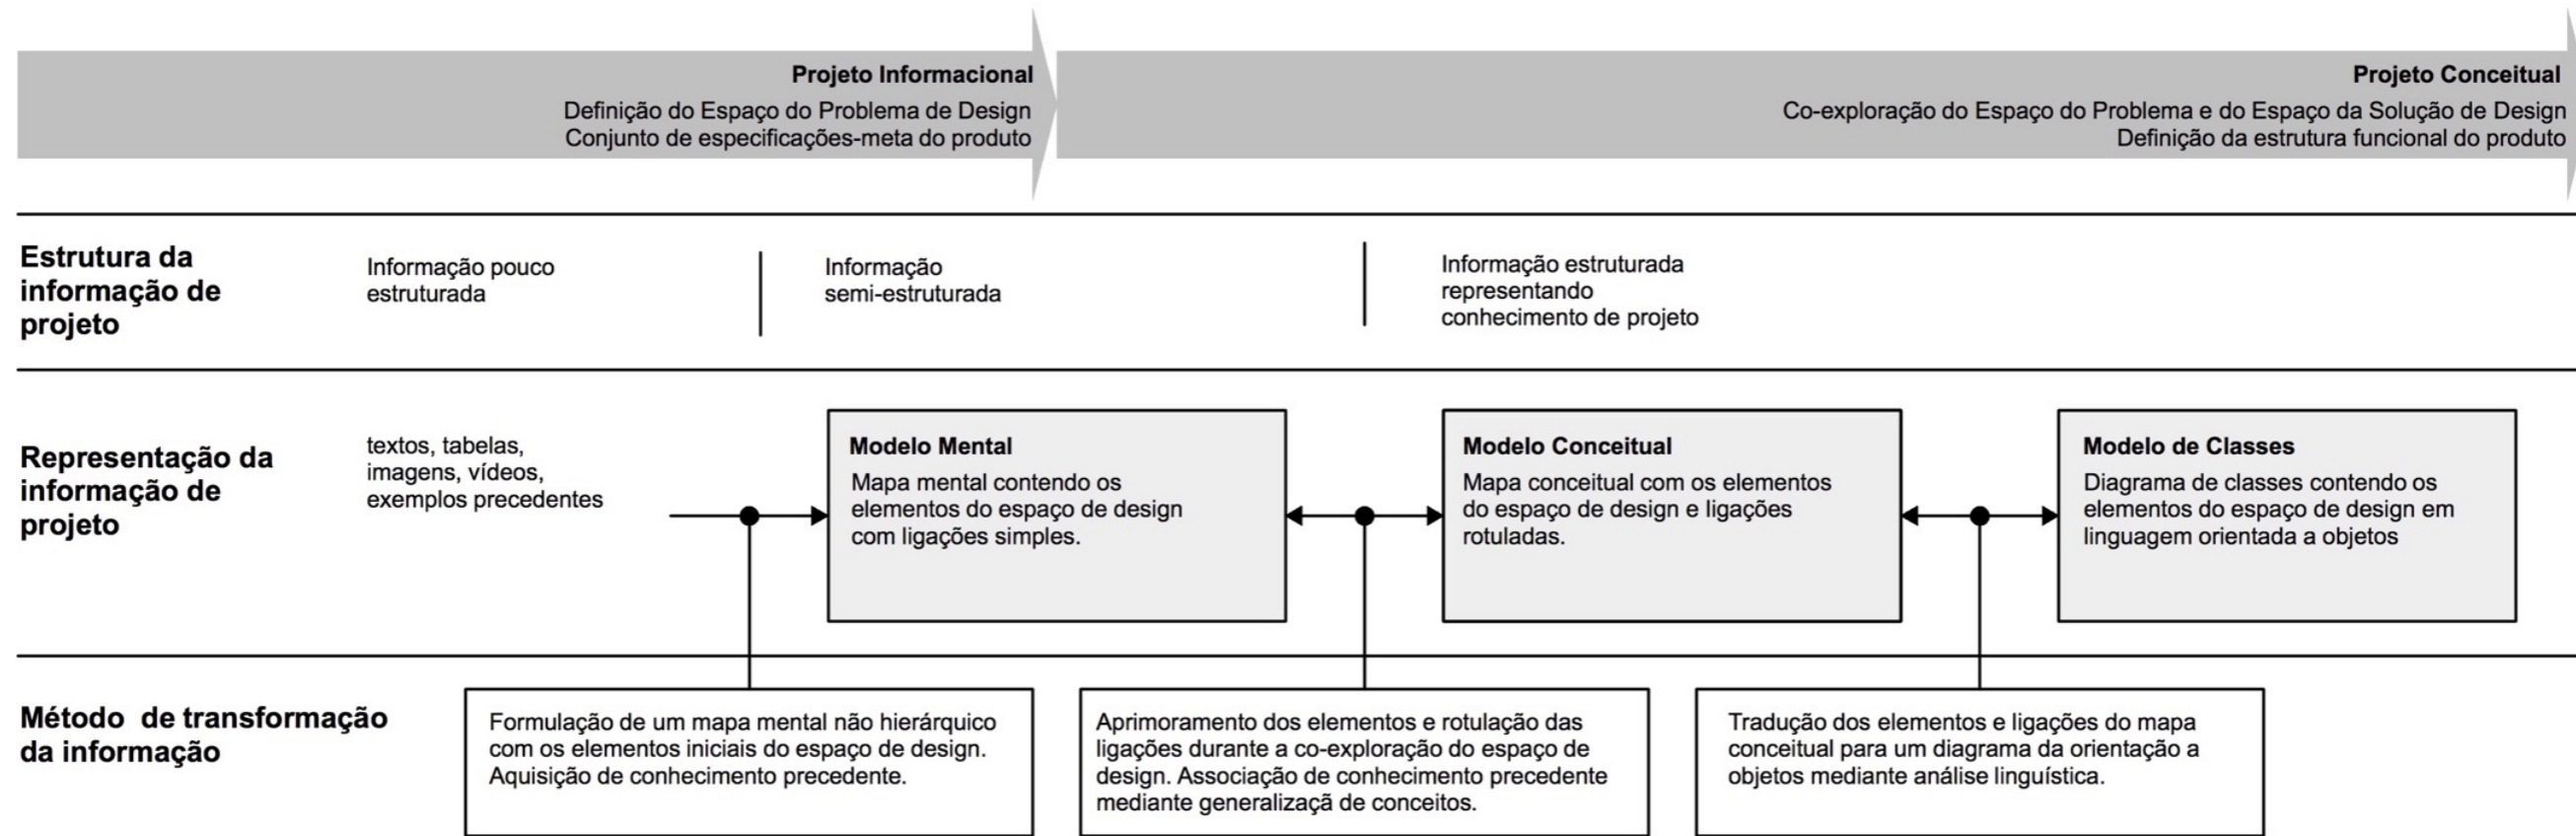 Projeto Informacional
Definição do Espaço do Problema de Design
Conjunto de especificações-meta do produto
Projeto Conceitual
Co-exploração do Espaço do Problema e do Espaço da Solução de Design
Definição da estrutura funcional do produto
Estrutura da
informação de
projeto
Informação pouco
estruturada
Informação
semi-estruturada
Informação estruturada
representando
conhecimento de projeto
Representação da
informação de
projeto
textos, tabelas,
imagens, vídeos,
exemplos precedentes
Modelo Mental
Mapa mental contendo os
elementos do espaço de design
com ligações simples.
Modelo Conceitual
Mapa conceitual com os elementos
do espaço de design e ligações
rotuladas.
Modelo de Classes
Diagrama de classes contendo os
elementos do espaço de design em
linguagem orientada a objetos
Método de transformação
da informação
Formulação de um mapa mental não hierárquico
com os elementos iniciais do espaço de design.
Aquisição de conhecimento precedente.
Aprimoramento dos elementos e rotulação das
ligações durante a co-exploração do espaço de
design. Associação de conhecimento precedente
mediante generalizaçã de conceitos.
Tradução dos elementos e ligações do mapa
conceitual para um diagrama da orientação a
objetos mediante análise linguística.